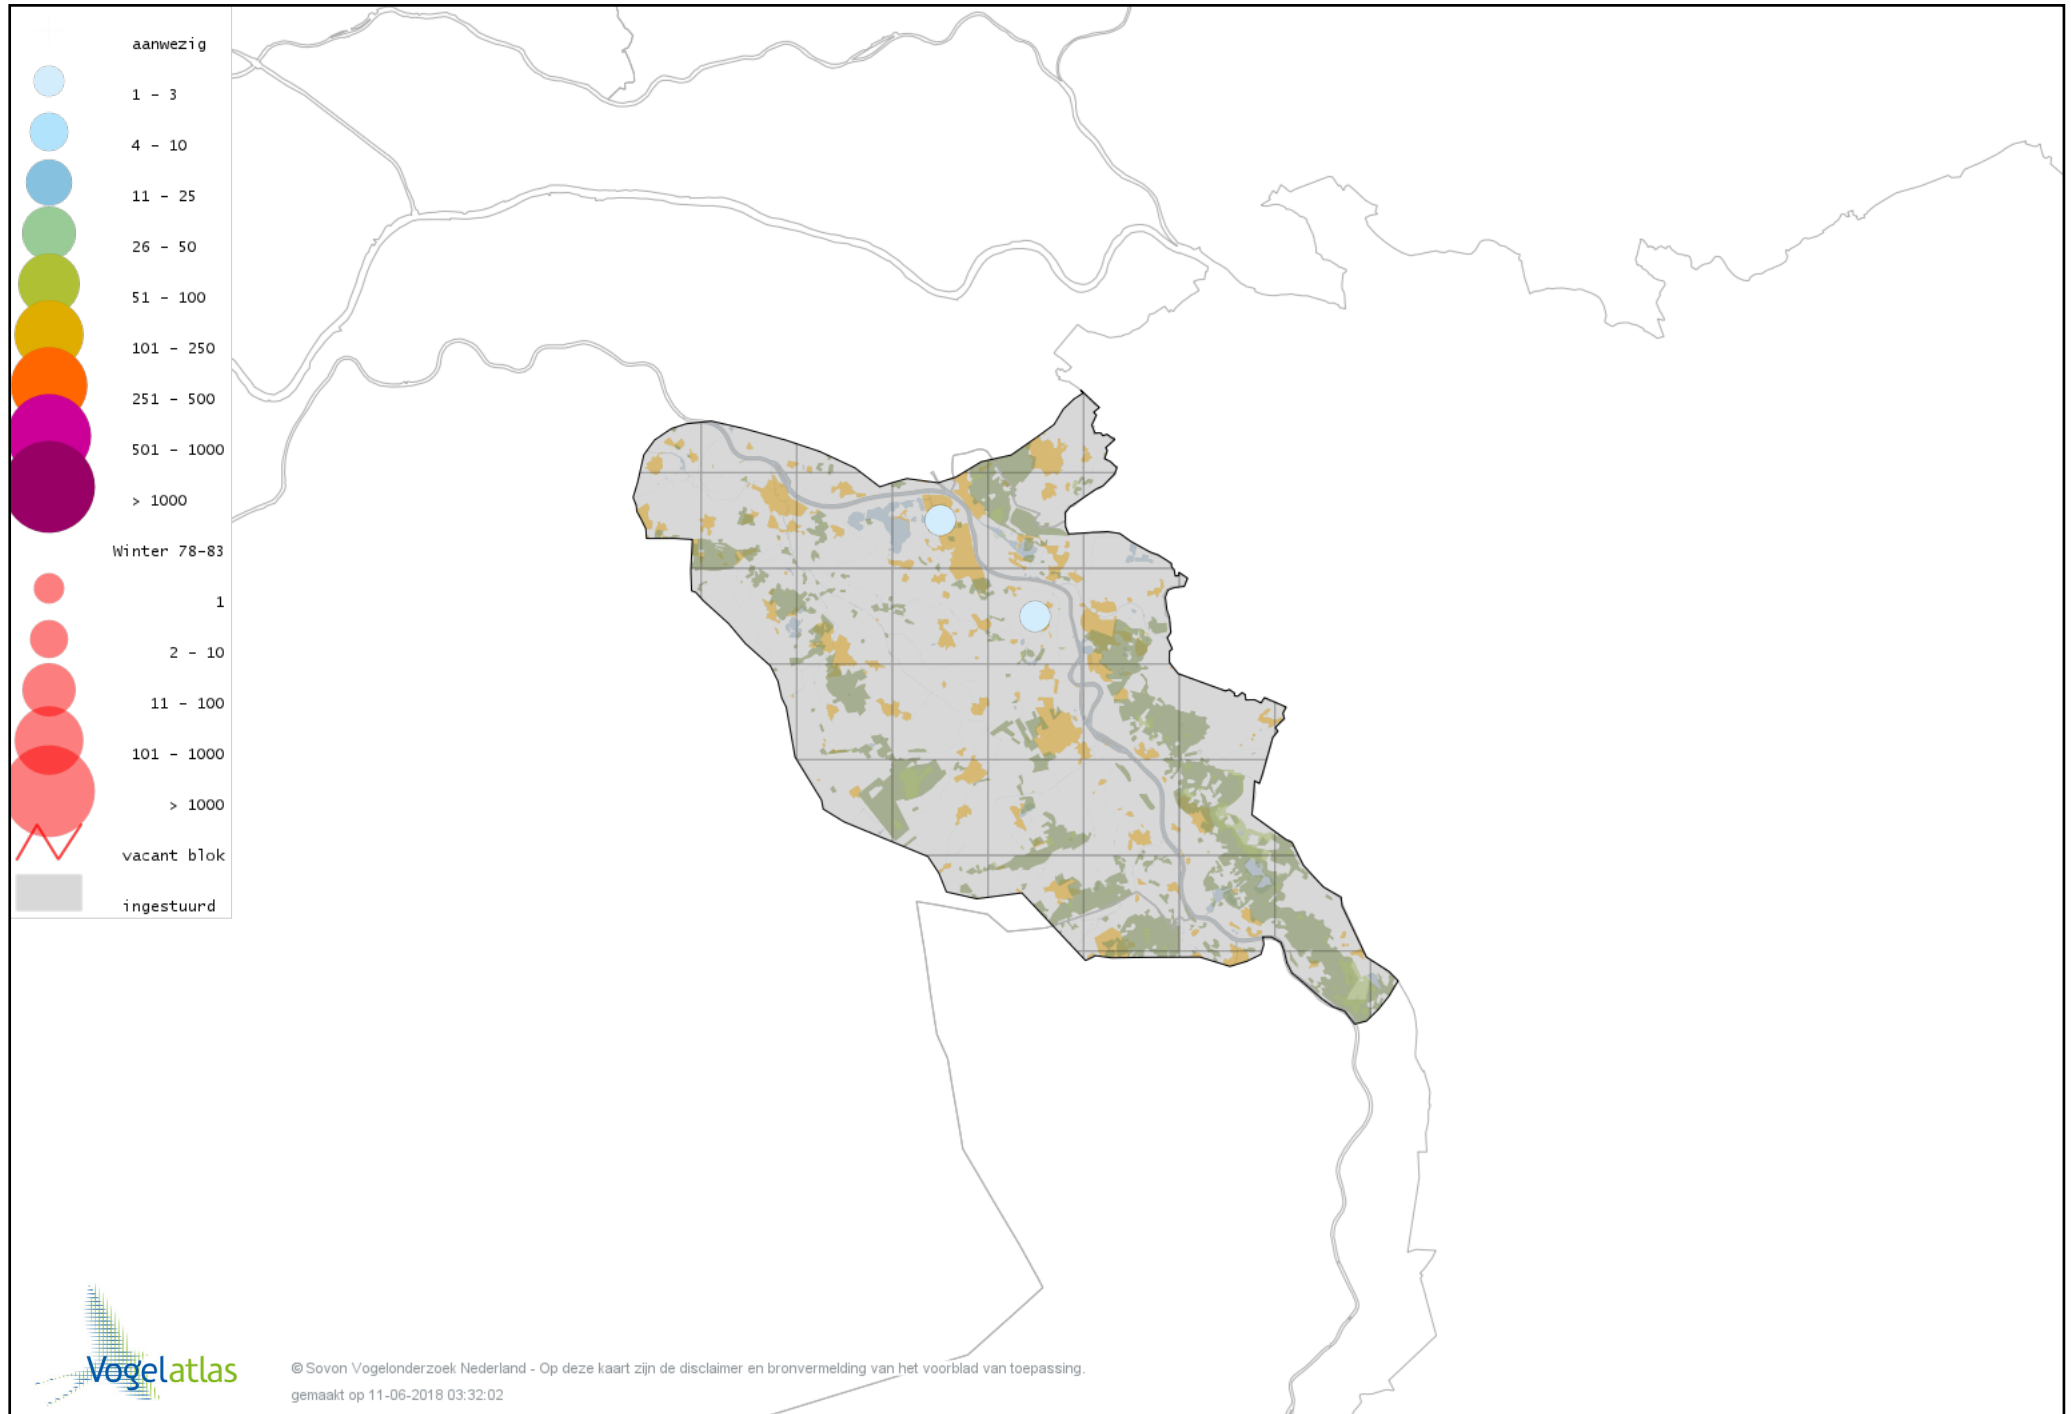 aanwezig
1 - 3
4 - 10
11 - 25
26 - 50
51 - 100
101 - 250
251 - 500
501 - 1000
> 1000
Winter 78-83
1
2 - 10
11 - 100
101 - 1000
> 1000
vacant blok
ingestuurd
Vogelatlas
© Sovon Vogelonderzoek Nederland - Op deze kaart zijn de disclaimer en bronvermelding van het voorblad van toepassing.
gemaakt op 11-06-2018 03:32:02